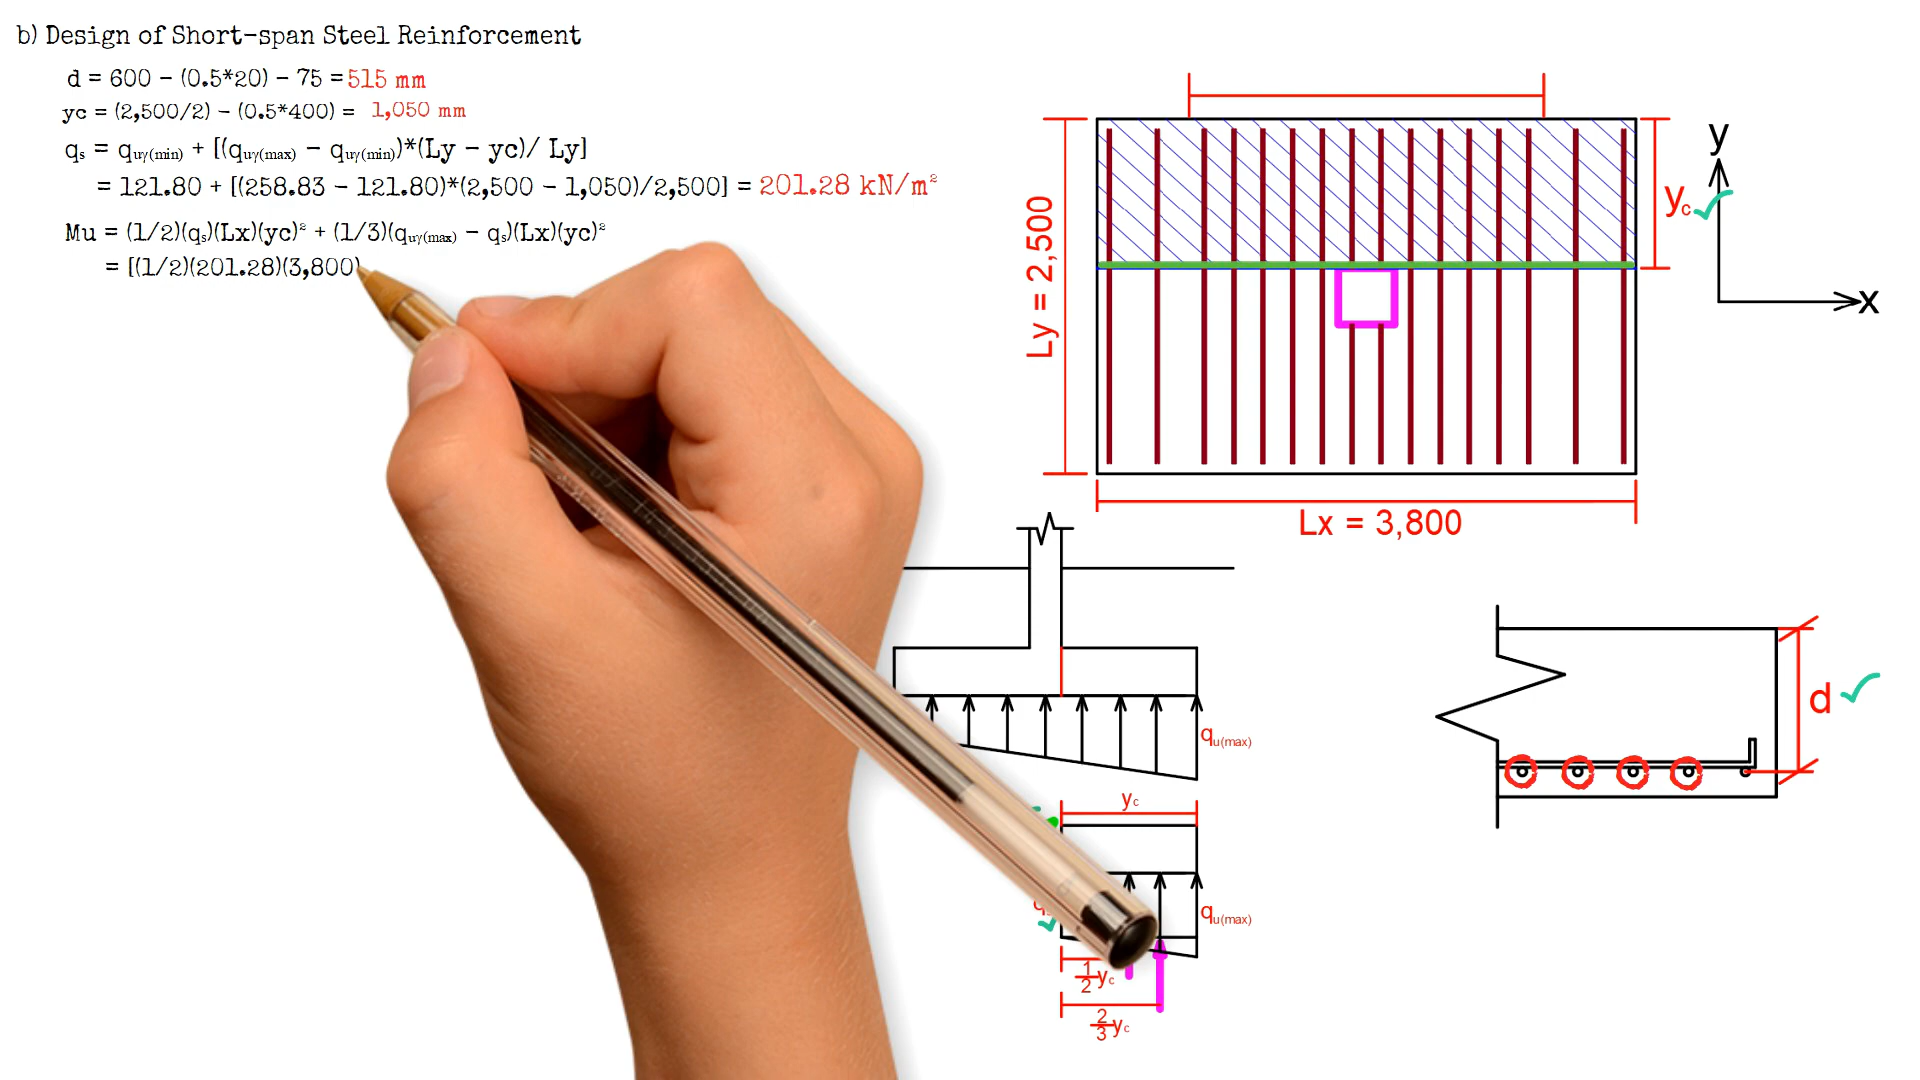 b) Design of Short-span Steel Reinforcement
d = 600 - (0.5*20) - 75 = 515 mm
yc = (2,500/2) - (0.5*400) = 1,050 mm
qₛ = quγ(min) + [(quγ(max) - quγ(min))*(Ly - yc)/ Ly]
= 121.80 + [(258.83 - 121.80)*(2,500 - 1,050)/2,500] = 201.28 kN/m²
Mu = (1/2)(qₛ)(Lx)(yc)² + (1/3)(quγ(max) - qₛ)(Lx)(yc)²
= [(1/2)(201.28)(3,800)
Ly = 2,500
yc
y
x
Lx = 3,800
qu(max)
d
yc
qu(max)
1/2 yc
2/3 yc